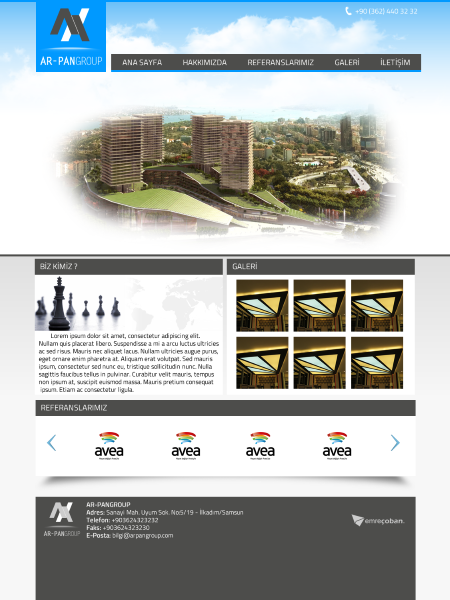 +90 (362) 440 32 32
AR-PANGROUP
ANA SAYFA HAKKIMIZDA REFERANSLARIMIZ GALERİ İLETİŞİM
BİZ KİMİZ ?
Lorem ipsum dolor sit amet, consectetur adipiscing elit.
Nullam quis placerat libero. Suspendisse a mi a arcu luctus ultricies
ac sed risus. Mauris nec aliquet lacus. Nullam ultricies augue purus,
eget ornare enim pharetra at. Aliquam erat volutpat. Sed mauris
ipsum, consectetur sed nunc eu, tristique sollicitudin nunc. Nulla
sagittis faucibus tellus in pulvinar. Curabitur velit mauris, tempus
non ipsum at, suscipit euismod massa. Mauris pretium consequat
ipsum. Etiam ac consectetur ligula.
GALERİ
REFERANSLARIMIZ
avea avea avea avea
AR-PANGROUP
AR-PANGROUP
Adres: Sanayi Mah. Uyum Sok. No:5/19 - İlkadım/Samsun
Telefon: +903624323232
Faks: +903624323230
E-Posta: bilgi@arpangroup.com
emreçoban.